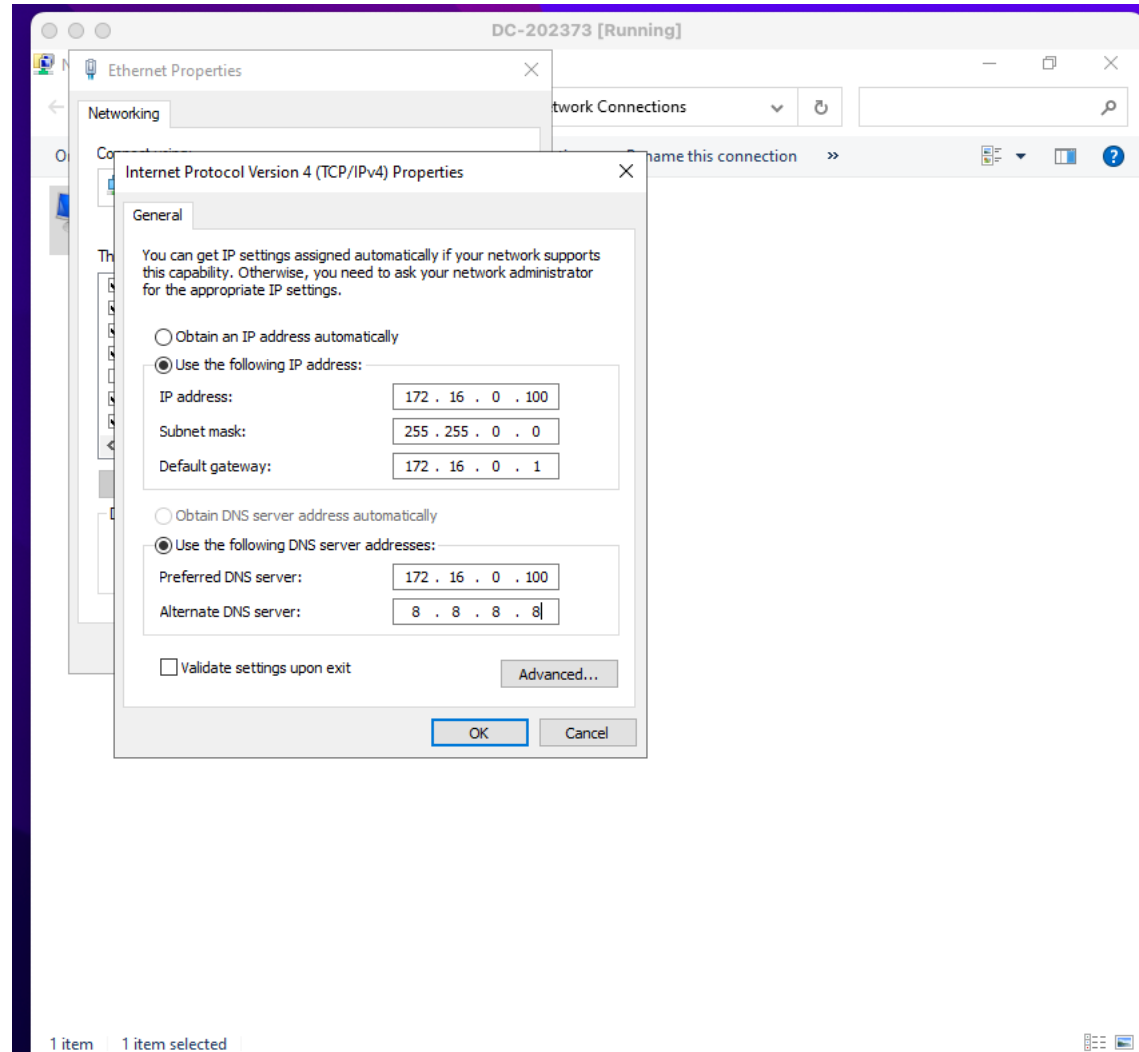 DC-202373 [Running]
N
Ethernet Properties
Networking
twork Connections
Rename this connection
»
General
Internet Protocol Version 4 (TCP/IPv4) Properties
Th
You can get IP settings assigned automatically if your network supports
this capability. Otherwise, you need to ask your network administrator
for the appropriate IP settings.
Obtain an IP address automatically
Use the following IP address:
IP address: 172 . 16 . 0 . 100
Subnet mask: 255 . 255 . 0 . 0
Default gateway: 172 . 16 . 0 . 1
Obtain DNS server address automatically
Use the following DNS server addresses:
Preferred DNS server: 172 . 16 . 0 . 100
Alternate DNS server: 8 . 8 . 8 . 8
Validate settings upon exit
Advanced...
OK Cancel
1 item 1 item selected